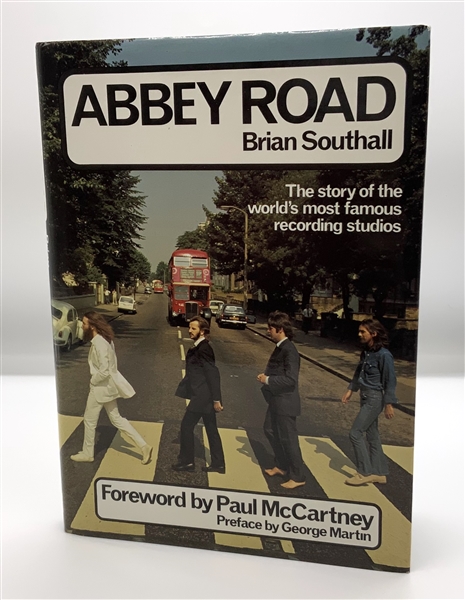 ABBEY ROAD
Brian Southall
The story of the
world's most famous
recording studios
Foreword by Paul McCartney
Preface by George Martin